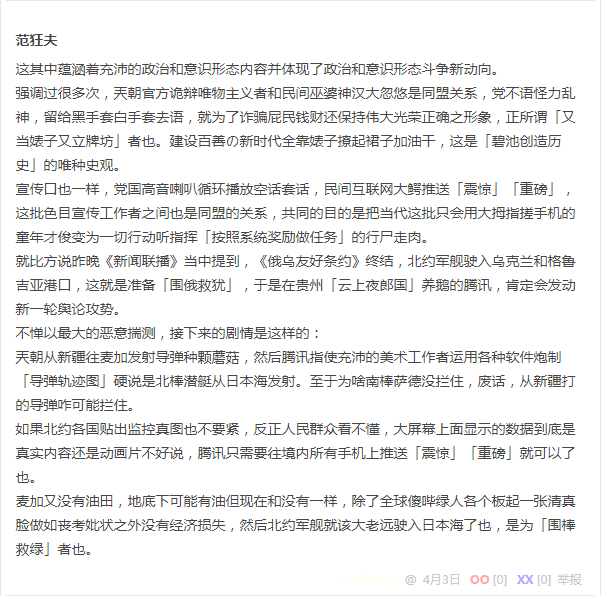 范狂夫
这其中蕴涵着充沛的政治和意识形态内容并体现了政治和意识形态斗争新动向。
强调过很多次，天朝官方诡辩唯物主义者和民间巫婆神汉大忽悠是同盟关系，党不语怪力乱
神，留给黑手套白手套去语，就为了诈骗屁民钱财还保持伟大光荣正确之形象，正所谓「又
当婊子又立牌坊」者也。建设百善の新时代全靠婊子撩起裙子加油干，这是「碧池创造历
史」的唯种史观。
宣传口也一样，党国高音喇叭循环播放空话套话，民间互联网大鳄推送「震惊」「重磅」，
这批色目宣传工作者之间也是同盟的关系，共同的目的是把当代这批只会用大拇指搓手机的
童年才俊变为一切行动听指挥「按照系统奖励做任务」的行尸走肉。
就比方说昨晚《新闻联播》当中提到，《俄乌友好条约》终结，北约军舰驶入乌克兰和格鲁
吉亚港口，这就是准备「围俄救犹」，于是在贵州「云上夜郎国」养鹅的腾讯，肯定会发动
新一轮舆论攻势。
不惮以最大的恶意揣测，接下来的剧情是这样的：
天朝从新疆往麦加发射导弹种颗蘑菇，然后腾讯指使充沛的美术工作者运用各种软件炮制
「导弹轨迹图」硬说是北棒潜艇从日本海发射。至于为啥南棒萨德没拦住，废话，从新疆打
的导弹咋可能拦住。
如果北约各国贴出监控真图也不要紧，反正人民群众看不懂，大屏幕上面显示的数据到底是
真实内容还是动画片不好说，腾讯只需要往境内所有手机上推送「震惊」「重磅」就可以了
也。
麦加又没有油田，地底下可能有油但现在和没有一样，除了全球傻哔绿人各个板起一张清真
脸做如丧考妣状之外没有经济损失，然后北约军舰就该大老远驶入日本海了也，是为「围棒
救绿」者也。
@ 4月3日 OO [0] XX [0] 举报